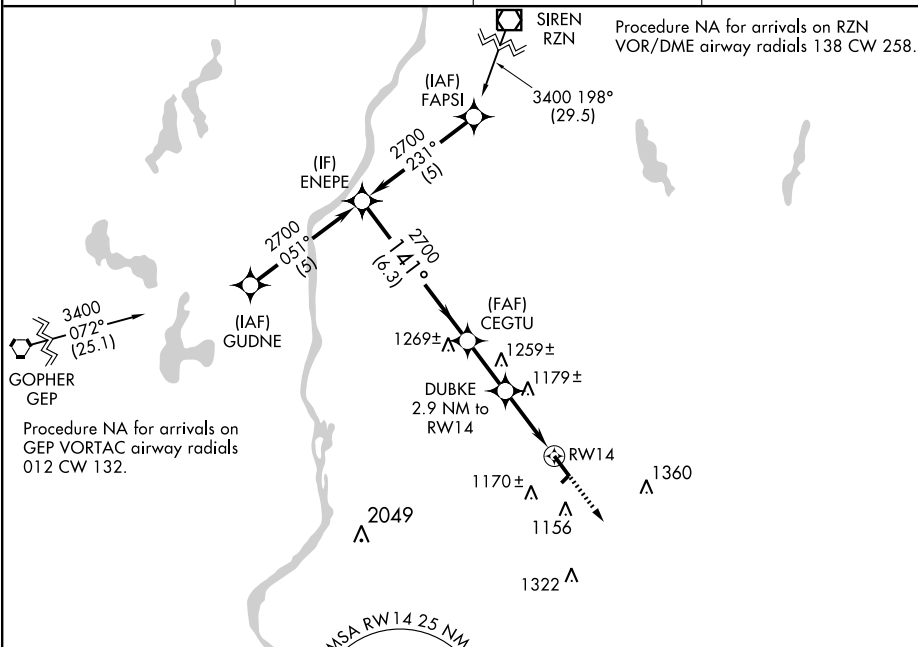 SIREN
RZN
Procedure NA for arrivals on RZN
VOR/DME airway radials 138 CW 258.
(IAF)
FAPSI
3400 198°
(29.5)
2700
231°
(5)
(IF)
ENEPE
2700
051°
(5)
2700
141°
(6.3)
(IAF)
GUDNE
3400
072°
(25.1)
GOPHER
GEP
Procedure NA for arrivals on
GEP VORTAC airway radials
012 CW 132.
(FAF)
CEGTU
1269±
1259±
1179±
DUBKE
2.9 NM to
RW14
RW14
1170±
1360
1156
2049
1322
MSA RW14 25 NM